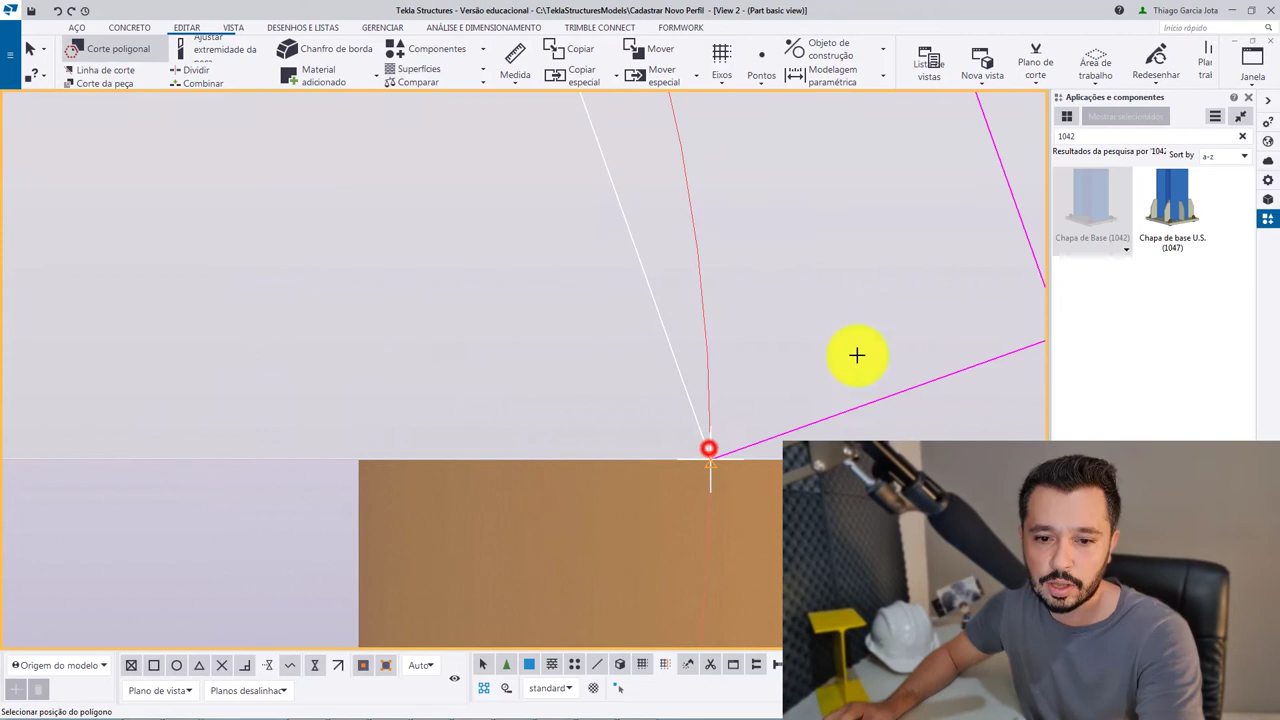 Tekla Structures - Versão educacional - C:\TeklaStructuresModels\Cadastrar Novo Perfil - [View 2 - (Part basic view)]
Thiago Garcia Jota
AÇO CONCRETO EDITAR VISTA DESENHOS E LISTAS GERENCIAR ANÁLISE E DIMENSIONAMENTO TRIMBLE CONNECT FORMWORK
Início rápido
Corte poligonal
Linha de corte
Corte da peça
Ajustar
extremidade da
Dividir
Combinar
Chanfro de borda
Material
adicionado
Componentes
Superfícies
Comparar
Medida
Copiar
Copiar
especial
Mover
Mover
especial
Eixos
Pontos
Objeto de
construção
Modelagem
paramétrica
vistas
Nova vista
Plano de
corte
Área de
trabalho
Redesenhar
Janela
Aplicações e componentes
Mostrar selecionados
1042
Resultados da pesquisa por '1042
Sort by
a-z
Chapa de Base (1042)
Chapa de base U.S.
(1047)
Origem do modelo
Auto
Plano de vista
Planos desalinha
standard
Selecionar posição do polígono